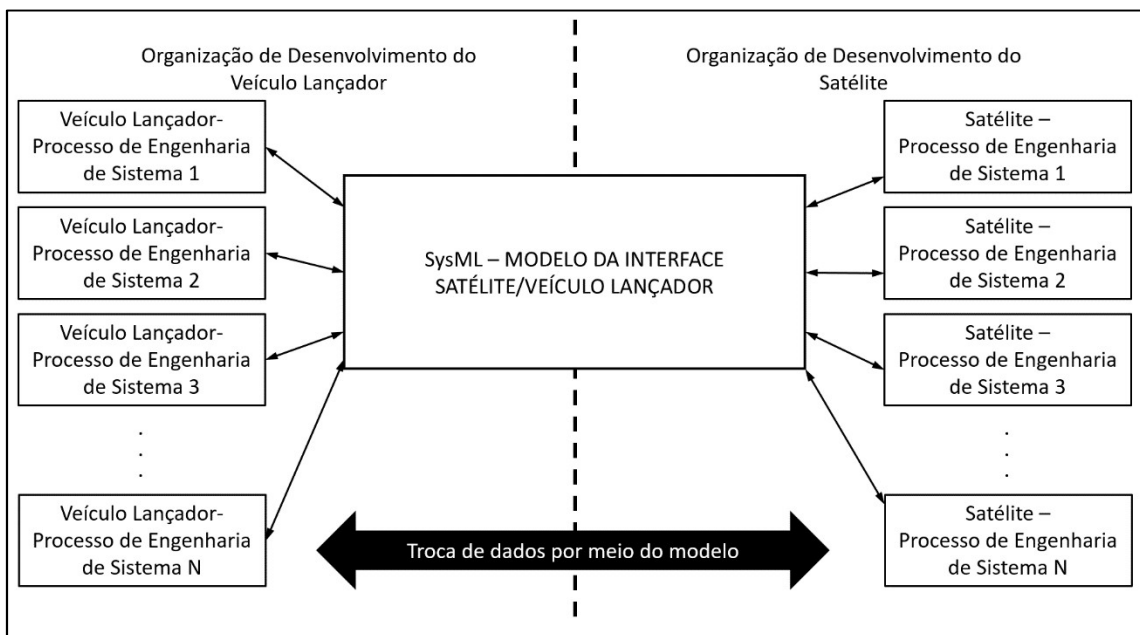 Organização de Desenvolvimento do
Veículo Lançador
Organização de Desenvolvimento do
Satélite
Veículo Lançador-
Processo de Engenharia
de Sistema 1
Veículo Lançador-
Processo de Engenharia
de Sistema 2
Veículo Lançador-
Processo de Engenharia
de Sistema 3
.
.
.
Veículo Lançador-
Processo de Engenharia
de Sistema N
SysML – MODELO DA INTERFACE
SATÉLITE/VEÍCULO LANÇADOR
Satélite –
Processo de Engenharia
de Sistema 1
Satélite –
Processo de Engenharia
de Sistema 2
Satélite –
Processo de Engenharia
de Sistema 3
.
.
.
Satélite –
Processo de Engenharia
de Sistema N
Troca de dados por meio do modelo